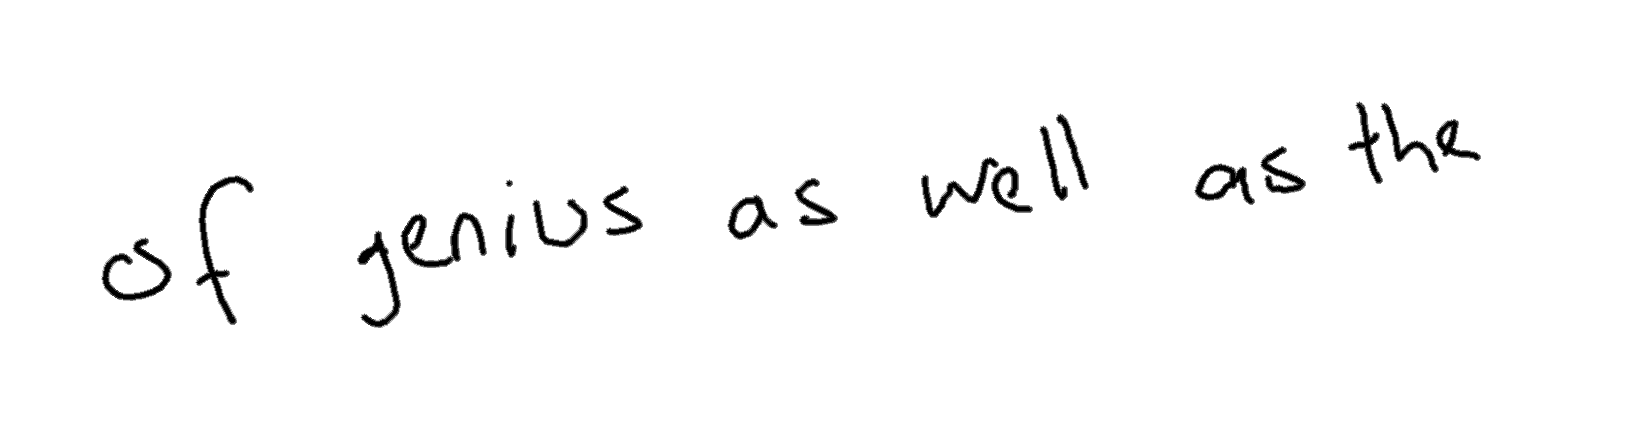 of genius as well as the